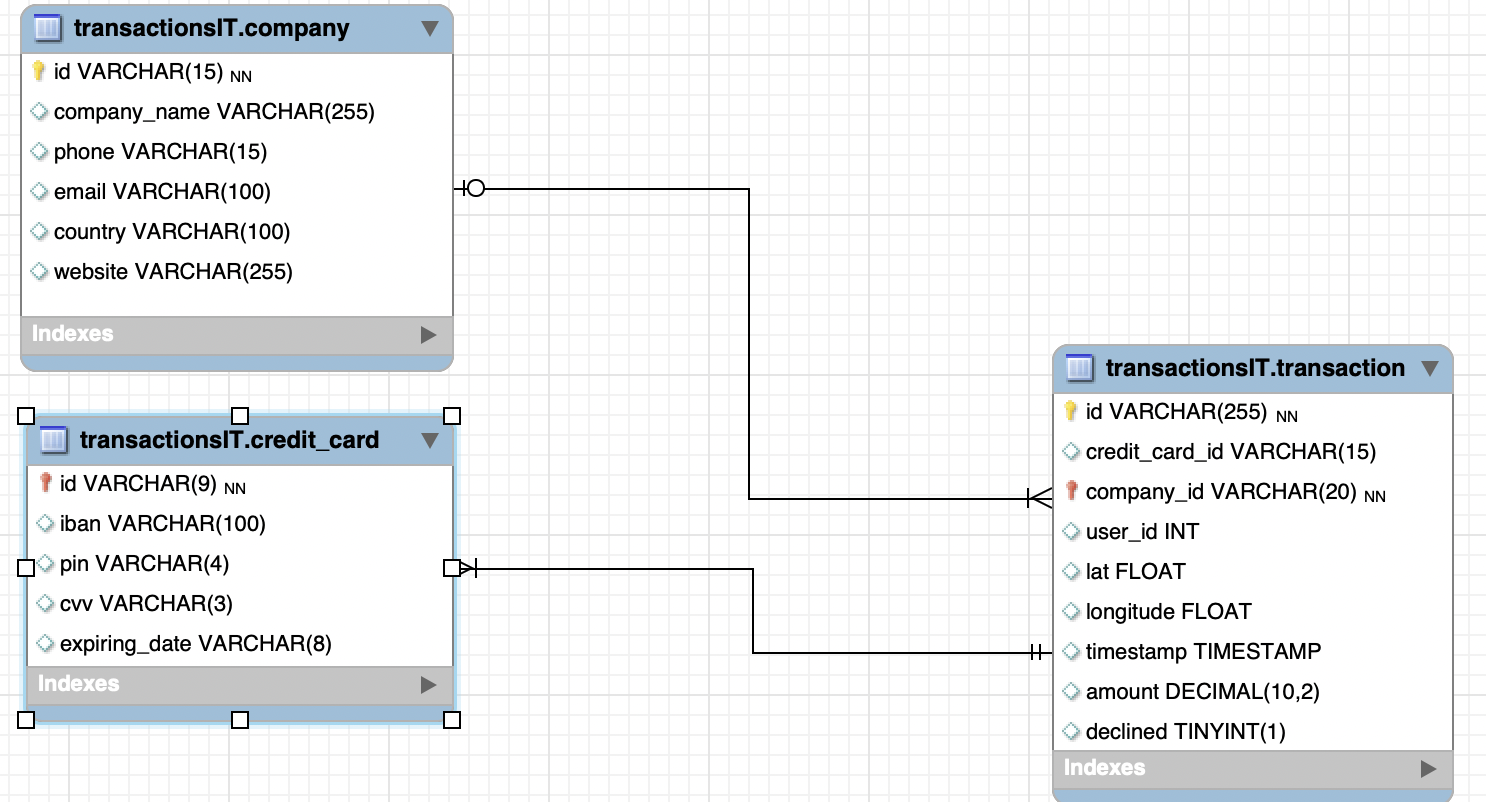 transactionsIT.company
id VARCHAR(15) NN
company_name VARCHAR(255)
phone VARCHAR(15)
email VARCHAR(100)
country VARCHAR(100)
website VARCHAR(255)
Indexes
transactionsIT.credit_card
id VARCHAR(9) NN
iban VARCHAR(100)
pin VARCHAR(4)
cvv VARCHAR(3)
expiring_date VARCHAR(8)
Indexes
transactionsIT.transaction
id VARCHAR(255) NN
credit_card_id VARCHAR(15)
company_id VARCHAR(20) NN
user_id INT
lat FLOAT
longitude FLOAT
timestamp TIMESTAMP
amount DECIMAL(10,2)
declined TINYINT(1)
Indexes